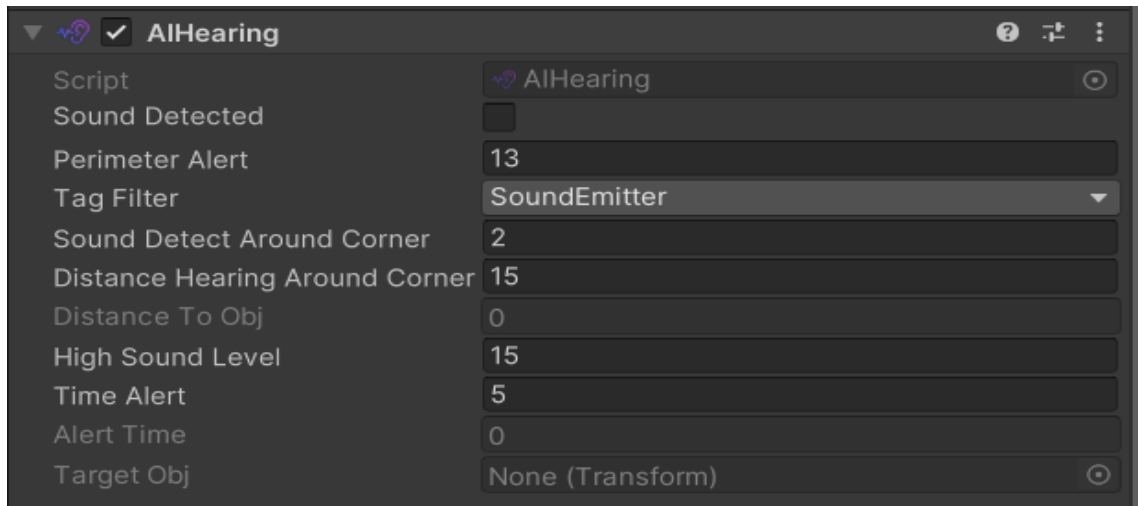 AIHearing
Script AIHearing
Sound Detected
Perimeter Alert 13
Tag Filter SoundEmitter
Sound Detect Around Corner 2
Distance Hearing Around Corner 15
Distance To Obj 0
High Sound Level 15
Time Alert 5
Alert Time 0
Target Obj None (Transform)